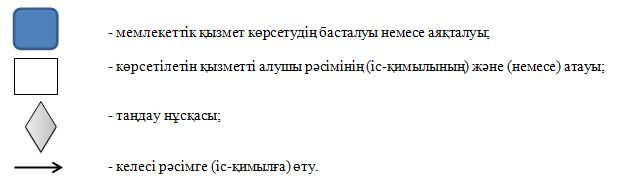 - мемлекеттік қызмет көрсетудің басталуы немесе аяқталуы;
- көрсетілетін қызметті алушы рәсімінің (іс-қимылының) және (немесе) атауы;
- таңдау нұсқасы;
- келесі рәсімге (іс-қимылға) өту.